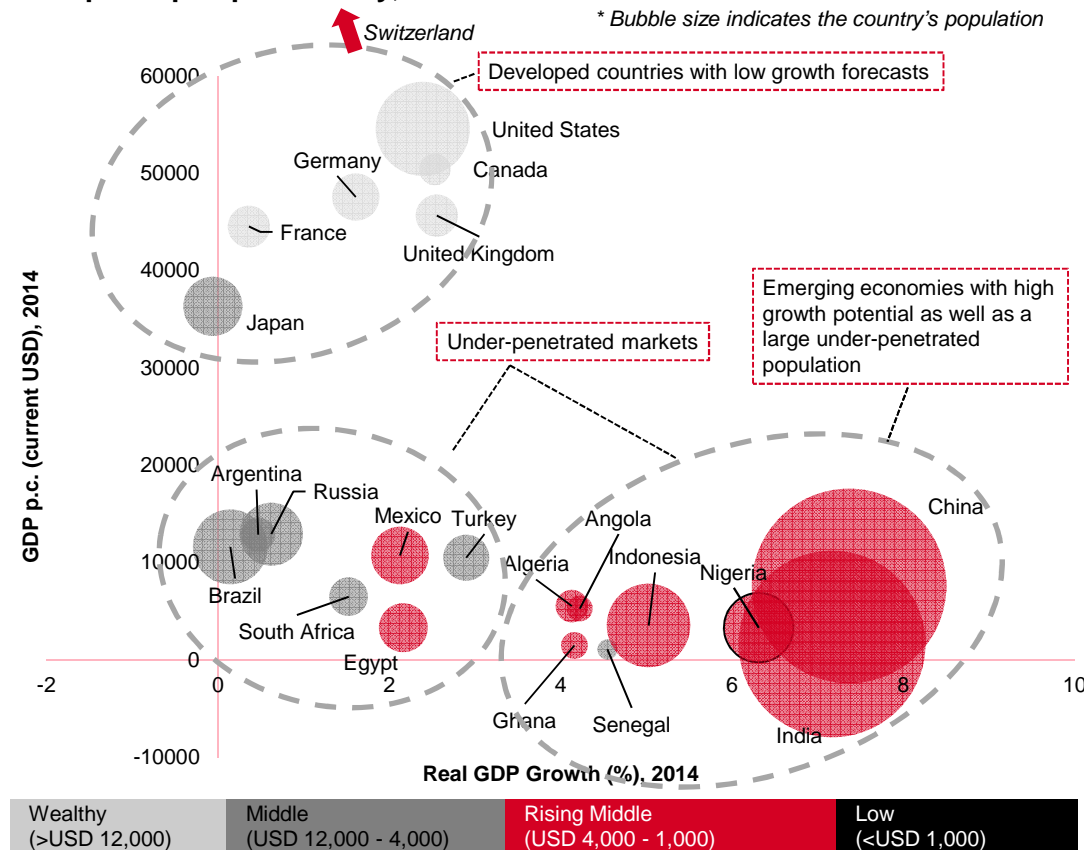 * Bubble size indicates the country's population
Switzerland
60000
Developed countries with low growth forecasts
United States
Germany
Canada
50000
France
United Kingdom
40000
Japan
Emerging economies with high
growth potential as well as a
large under-penetrated
population
Under-penetrated markets
30000
GDP p.c. (current USD), 2014
20000
Argentina
Russia
Mexico
Turkey
Angola
China
10000
Algeria
Indonesia
Nigeria
Brazil
South Africa
Egypt
0
-2
0
2
4
6
8
10
Ghana
Senegal
India
-10000
Real GDP Growth (%), 2014
Wealthy
(>USD 12,000)
Middle
(USD 12,000 - 4,000)
Rising Middle
(USD 4,000 - 1,000)
Low
(<USD 1,000)